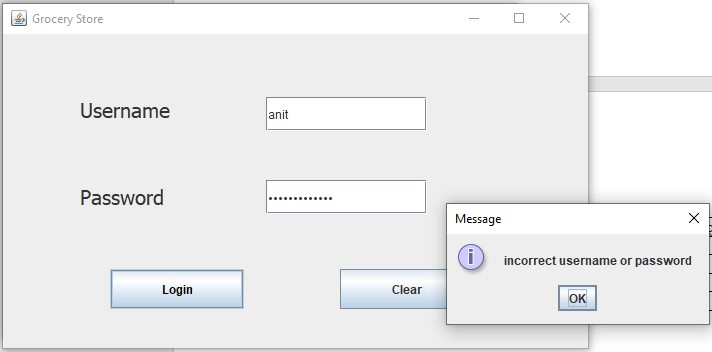 Grocery Store
Username
anit
Password
•••••••••••••
Login
Clear
Message
incorrect username or password
OK